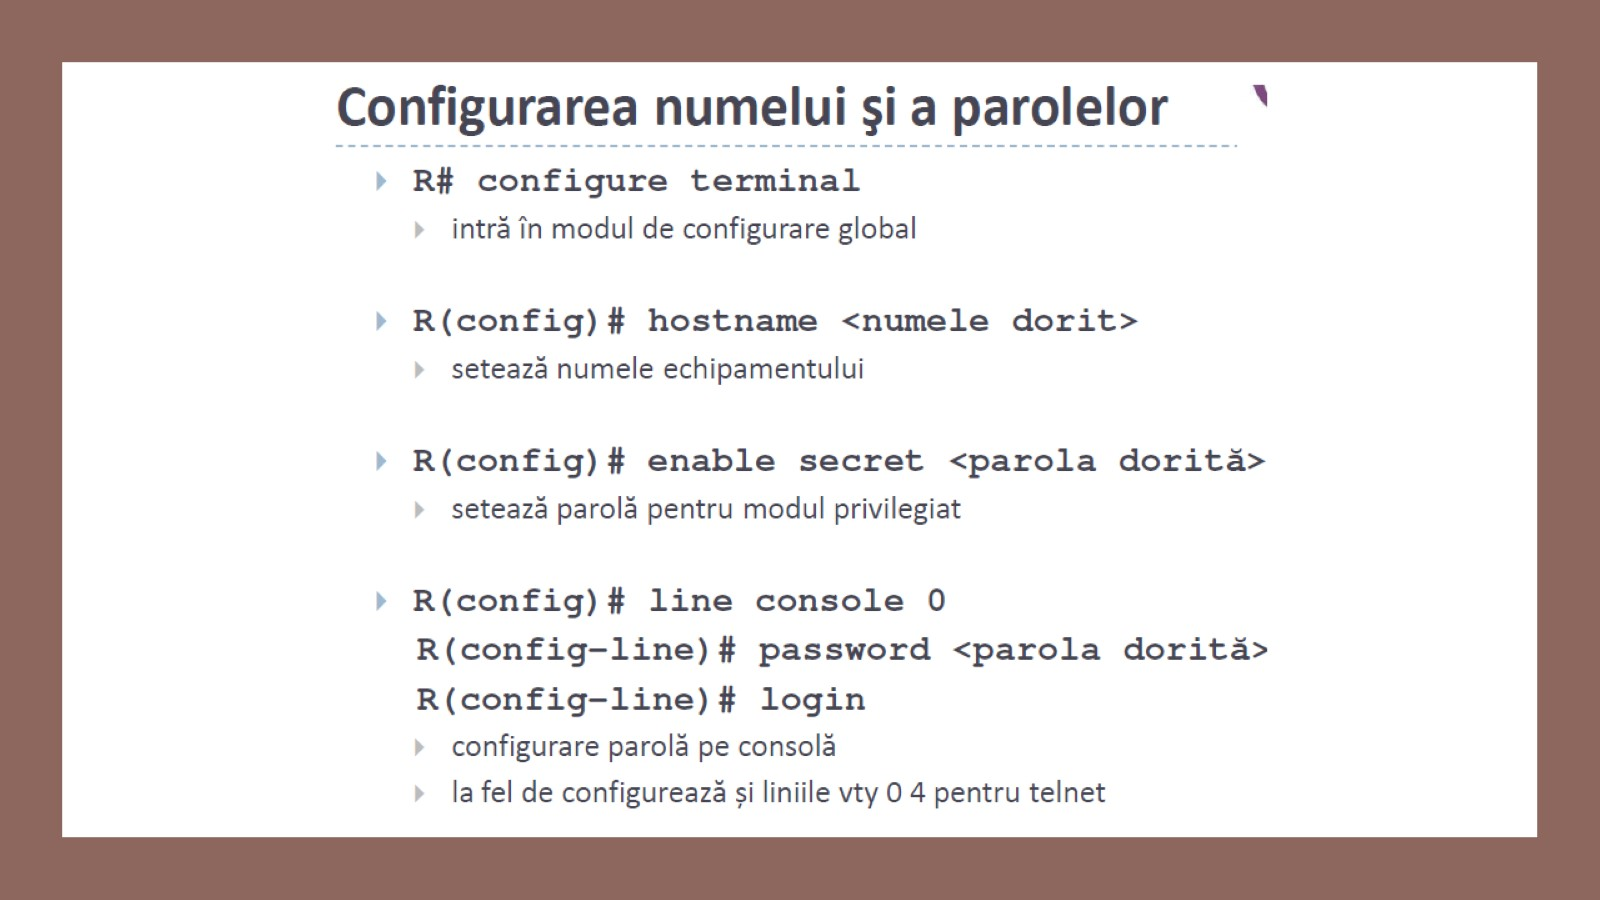 Configurarea numelui şi a parolelor
R# configure terminal
intră în modul de configurare global
R(config)# hostname <numele dorit>
setează numele echipamentului
R(config)# enable secret <parola dorită>
setează parolă pentru modul privilegiat
R(config)# line console 0
R(config-line)# password <parola dorită>
R(config-line)# login
configurare parolă pe consolă
la fel de configurează și liniile vty 0 4 pentru telnet